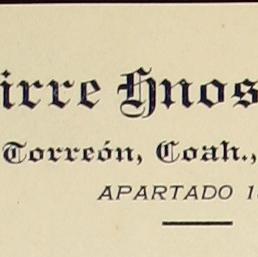 irre Hnos
Torreón, Coah.,
APARTADO 1